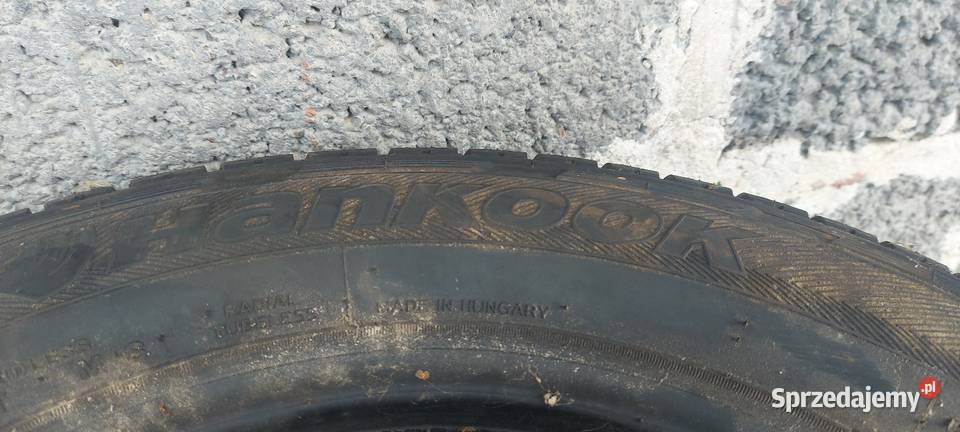 Hankook
RADIAL
TUBELESS
MADE IN HUNGARY
Sprzedajemy.pl